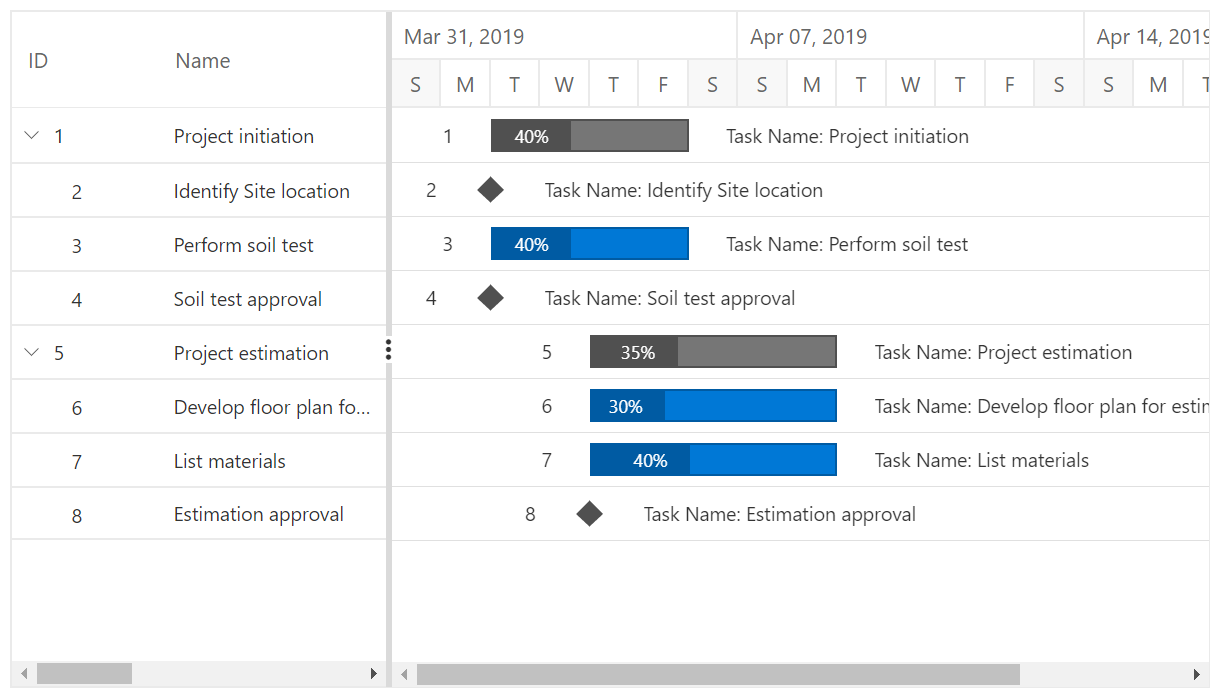 ID Name
Mar 31, 2019 Apr 07, 2019 Apr 14, 2019
S M T W T F S S M T W T F S S M T
1 Project initiation 1 40% Task Name: Project initiation
2 Identify Site location 2 Task Name: Identify Site location
3 Perform soil test 3 40% Task Name: Perform soil test
4 Soil test approval 4 Task Name: Soil test approval
5 Project estimation 5 35% Task Name: Project estimation
6 Develop floor plan fo... 6 30% Task Name: Develop floor plan for estim
7 List materials 7 40% Task Name: List materials
8 Estimation approval 8 Task Name: Estimation approval